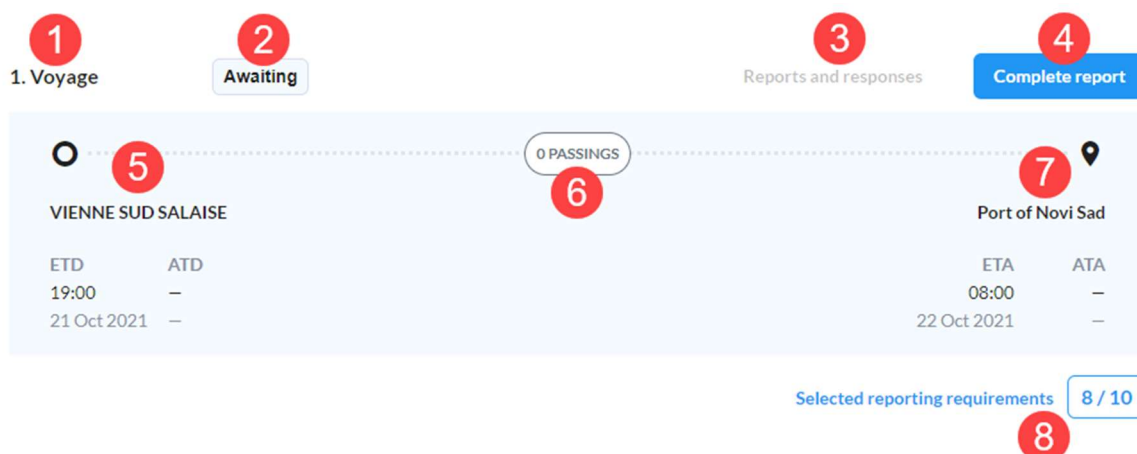 1
2
3
4
1. Voyage
Awaiting
Reports and responses
Complete report
5
0 PASSINGS
6
7
VIENNE SUD SALAISE
Port of Novi Sad
ETD ATD
ETA ATA
19:00 –
08:00 –
21 Oct 2021 –
22 Oct 2021 –
Selected reporting requirements 8 / 10
8